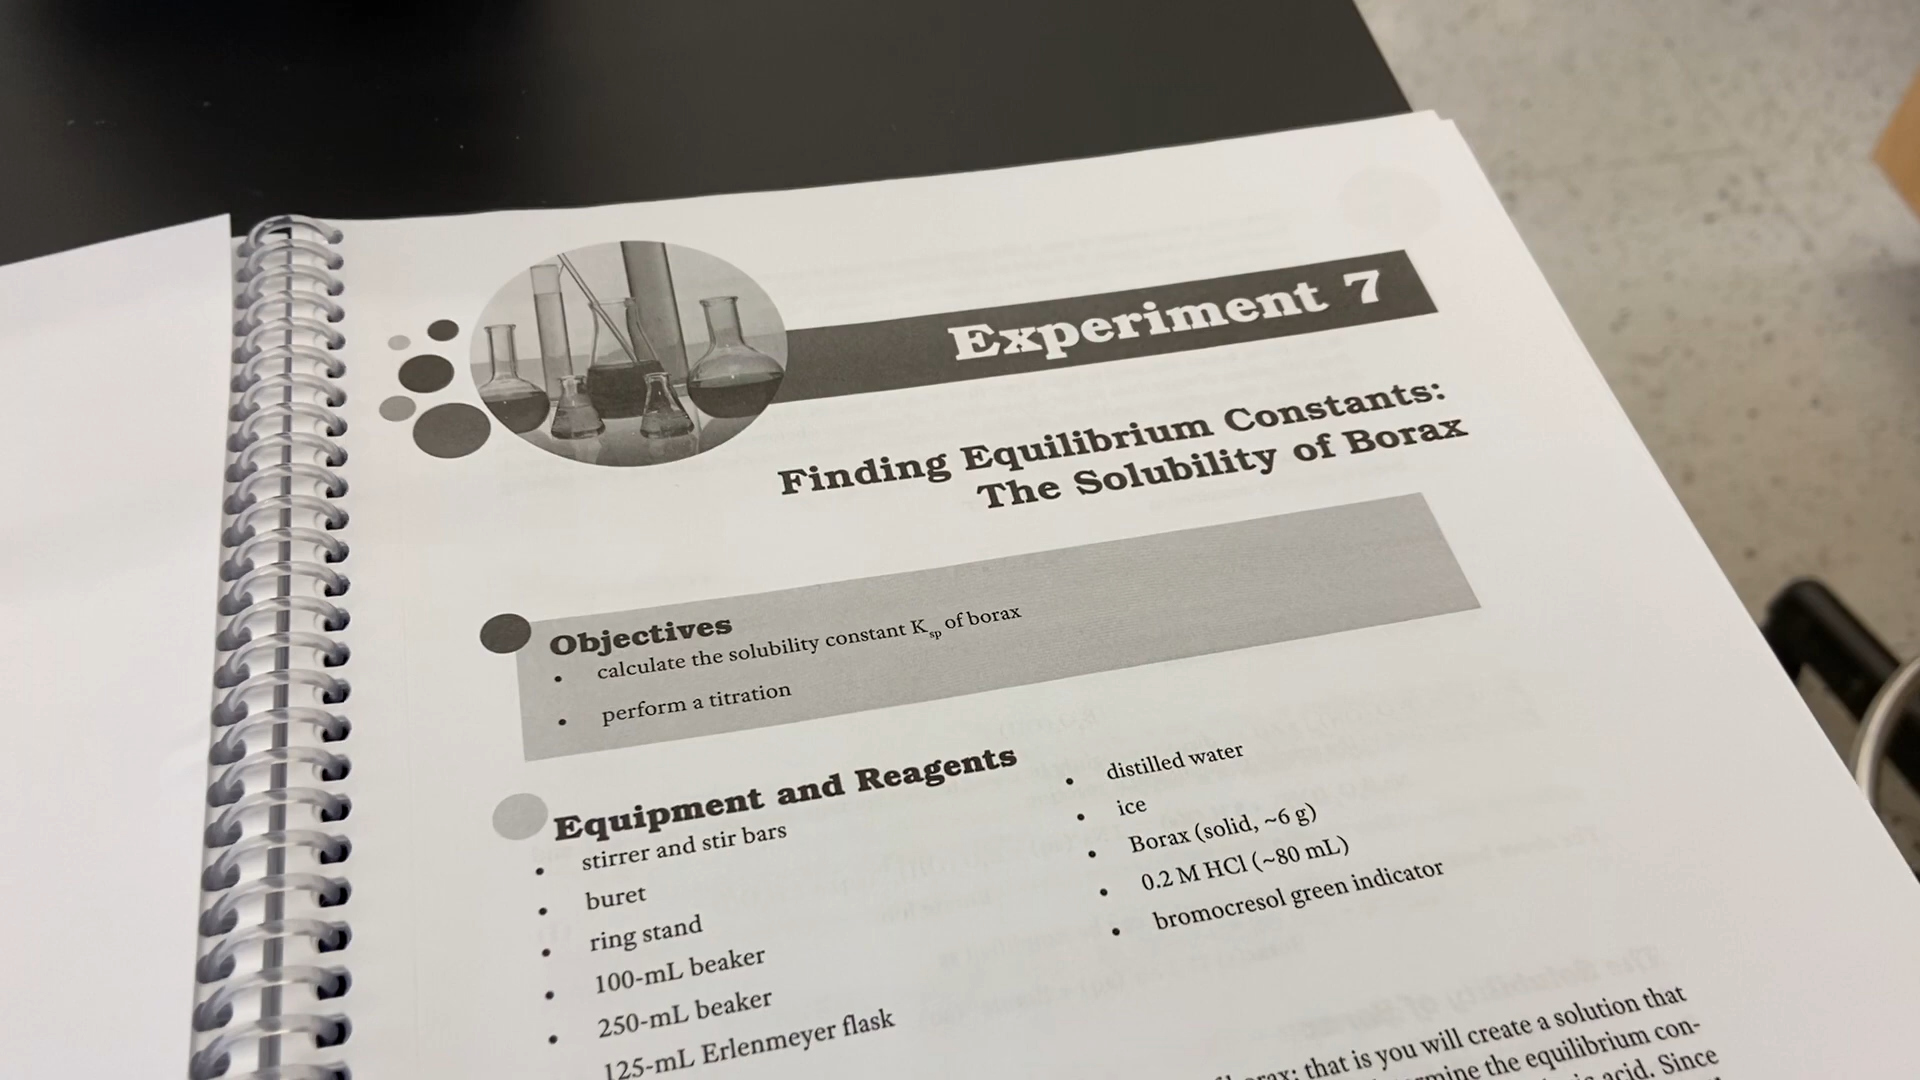 Experiment 7
Finding Equilibrium Constants:
The Solubility of Borax
Objectives
• calculate the solubility constant Ksp of borax
• perform a titration
Equipment and Reagents
• stirrer and stir bars
• buret
• ring stand
• 100-mL beaker
• 250-mL beaker
125-mL Erlenmeyer flask
• distilled water
• ice
• Borax (solid, ~6 g)
• 0.2 M HCl (~80 mL)
• bromocresol green indicator
that is you will create a solution that
the equilibrium con-
acid. Since